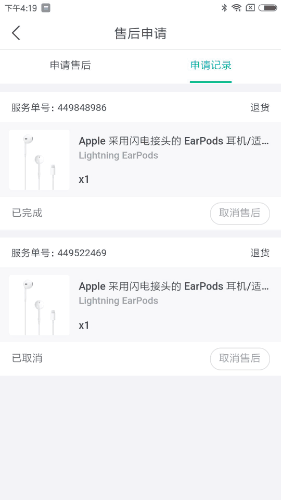 下午4:19
售后申请
申请售后
申请记录
服务单号: 449848986
退货
Apple 采用闪电接头的 EarPods 耳机/适...
Lightning EarPods
x1
已完成
取消售后
服务单号: 449522469
退货
Apple 采用闪电接头的 EarPods 耳机/适...
Lightning EarPods
x1
已取消
取消售后